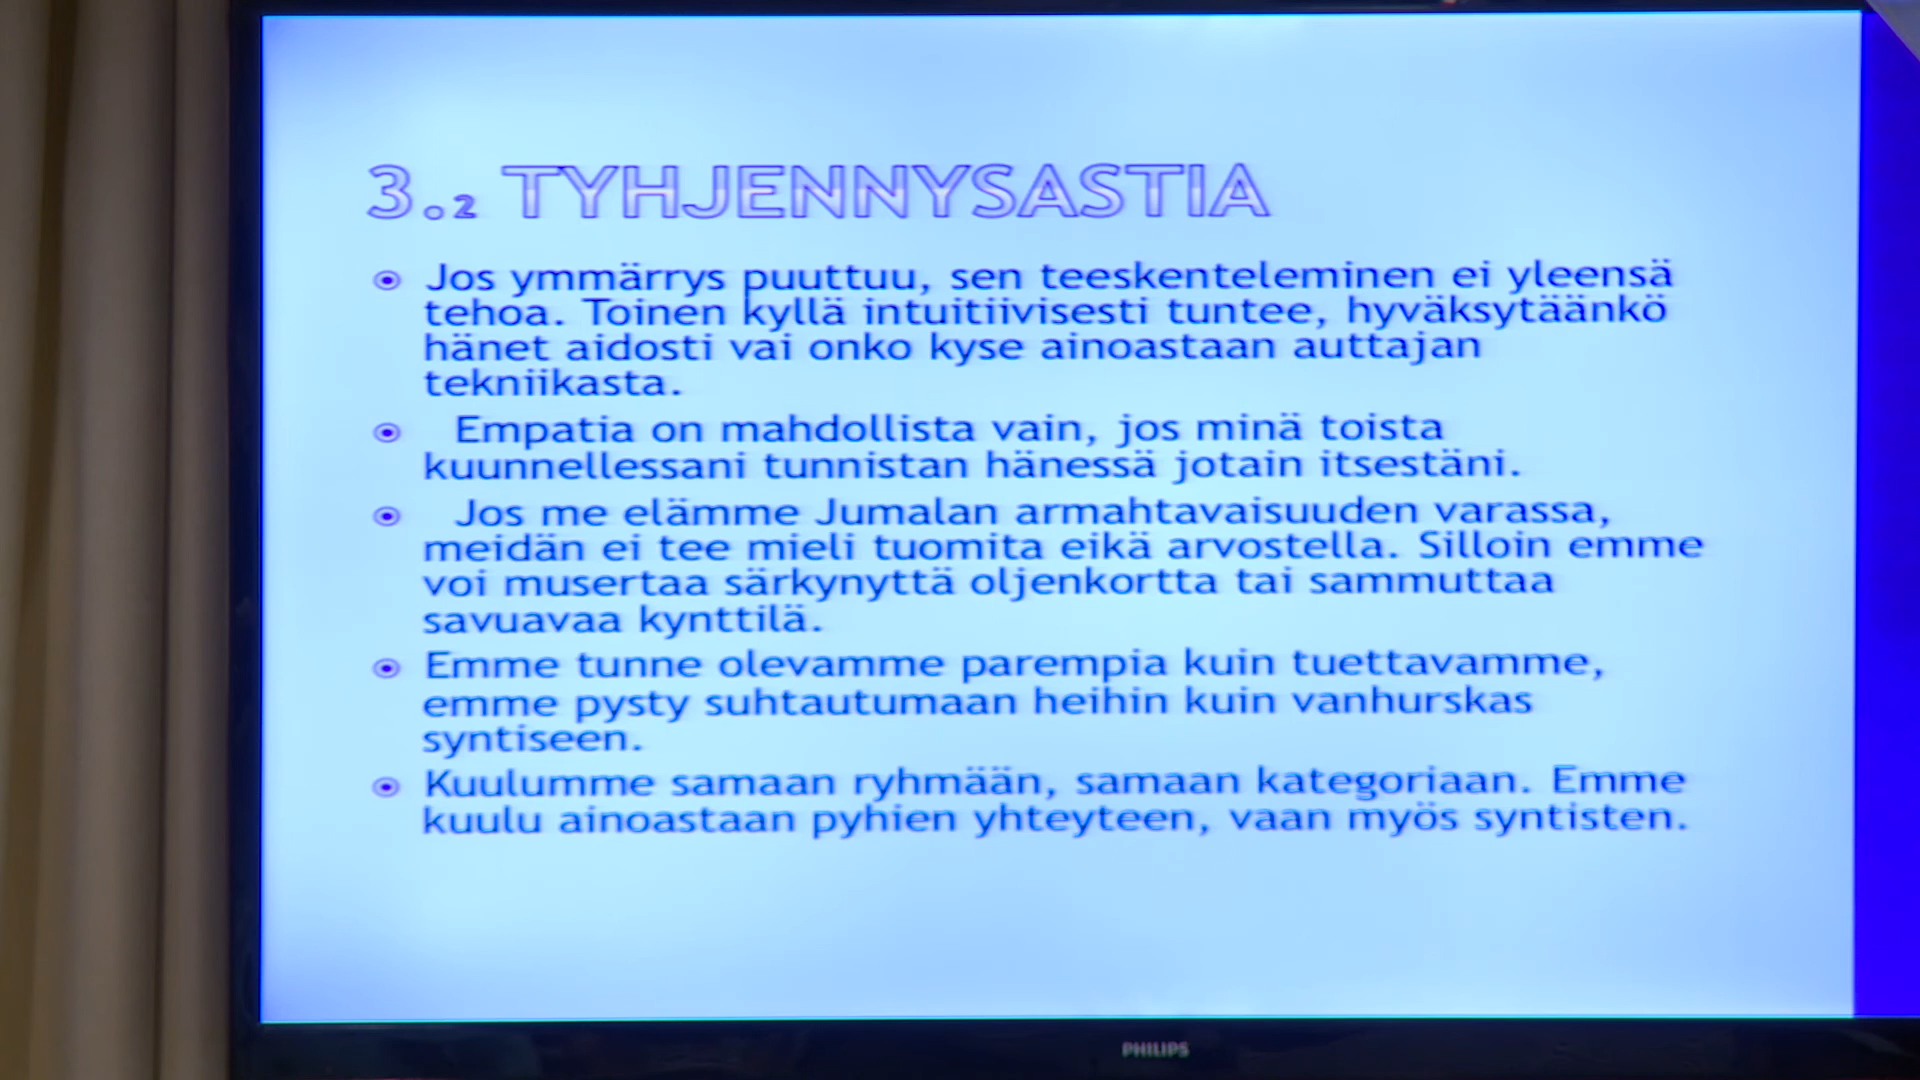 3.2 TYHJENNYSASTIA
Jos ymmärrys puuttuu, sen teeskenteleminen ei yleensä
tehoa. Toinen kyllä intuitiivisesti tuntee, hyväksytäänkö
hänet aidosti vai onko kyse ainoastaan auttajan
tekniikasta.
Empatia on mahdollista vain, jos minä toista
kuunnellessani tunnistan hänessä jotain itsestäni.
Jos me elämme Jumalan armahtavaisuuden varassa,
meidän ei tee mieli tuomita eikä arvostella. Silloin emme
voi musertaa särkynyttä oljenkortta tai sammuttaa
savuavaa kynttilä.
Emme tunne olevamme parempia kuin tuettavamme,
emme pysty suhtautumaan heihin kuin vanhurskas
syntiseen.
Kuulumme samaan ryhmään, samaan kategoriaan. Emme
kuulu ainoastaan pyhien yhteyteen, vaan myös syntisten.
PHILIPS